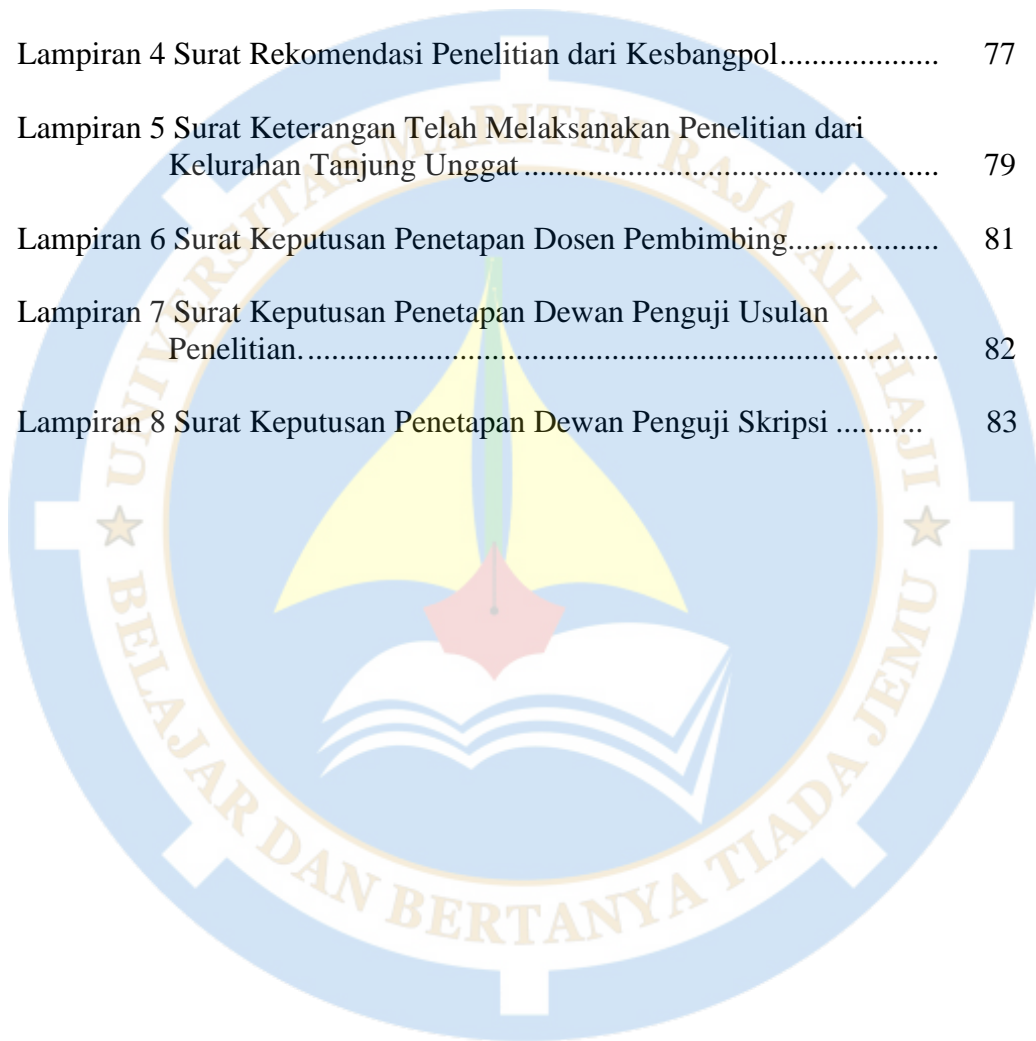 Lampiran 4 Surat Rekomendasi Penelitian dari Kesbangpol.................... 77
Lampiran 5 Surat Keterangan Telah Melaksanakan Penelitian dari
Kelurahan Tanjung Unggat .................................................... 79
Lampiran 6 Surat Keputusan Penetapan Dosen Pembimbing................... 81
Lampiran 7 Surat Keputusan Penetapan Dewan Penguji Usulan
Penelitian................................................................................ 82
Lampiran 8 Surat Keputusan Penetapan Dewan Penguji Skripsi ........... 83
UNIVERSITAS MARITIM RAJA ALI HAJI
BELAJAR DAN BERTANYA TIADA JEMU